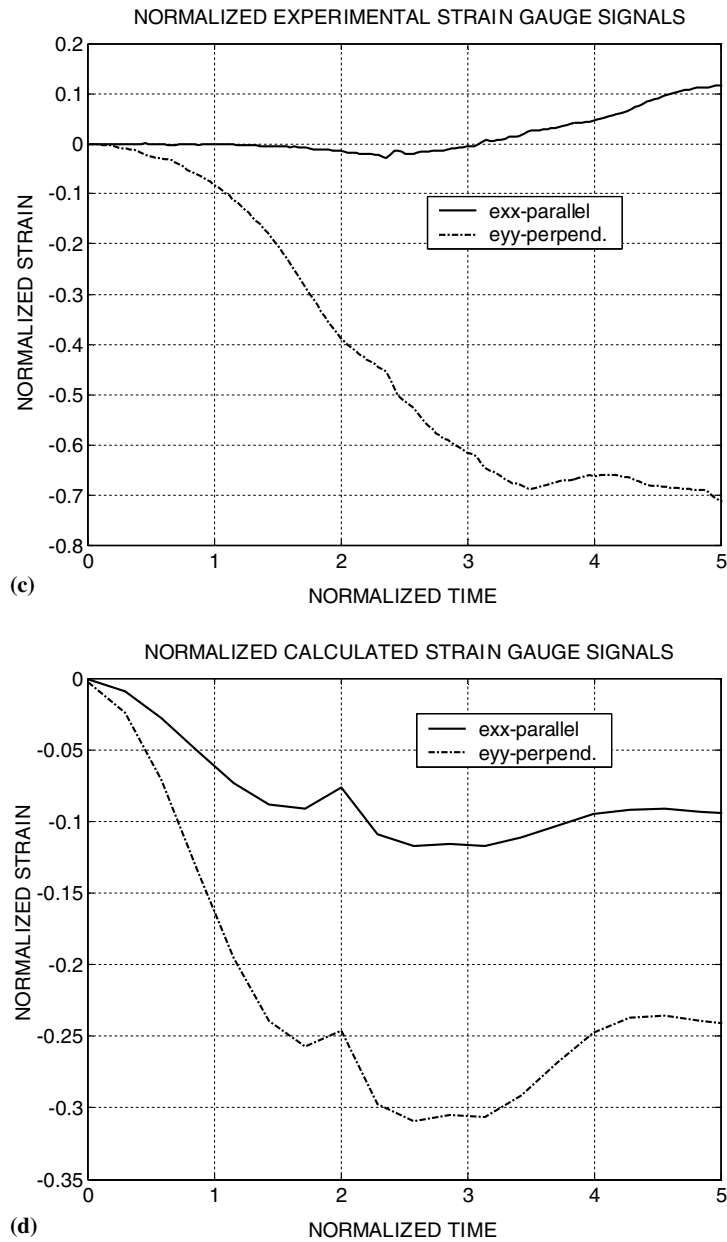 NORMALIZED EXPERIMENTAL STRAIN GAUGE SIGNALS
0.2
0.1
0
-0.1
-0.2
-0.3
-0.4
-0.5
-0.6
-0.7
-0.8
NORMALIZED STRAIN
exx-parallel
eyy-perpend.
0 1 2 3 4 5
(c)
NORMALIZED TIME
NORMALIZED CALCULATED STRAIN GAUGE SIGNALS
0
-0.05
-0.1
-0.15
-0.2
-0.25
-0.3
-0.35
NORMALIZED STRAIN
exx-parallel
eyy-perpend.
0 1 2 3 4 5
(d)
NORMALIZED TIME